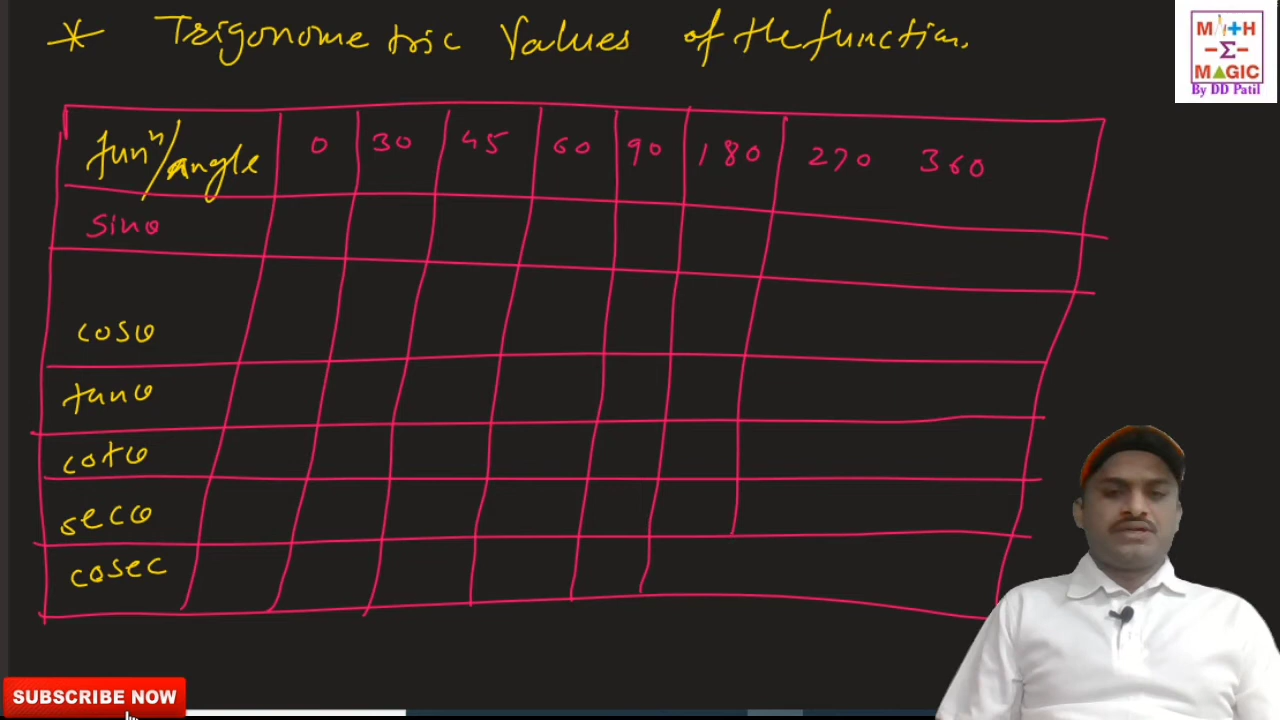 * Trigonometric Values of the function.
MATH
-Σ-
MAGIC
By DD Patil
funⁿ/angle 0 30 45 60 90 180 270 360
sinθ
cosθ
tanθ
cotθ
secθ
cosec
SUBSCRIBE NOW